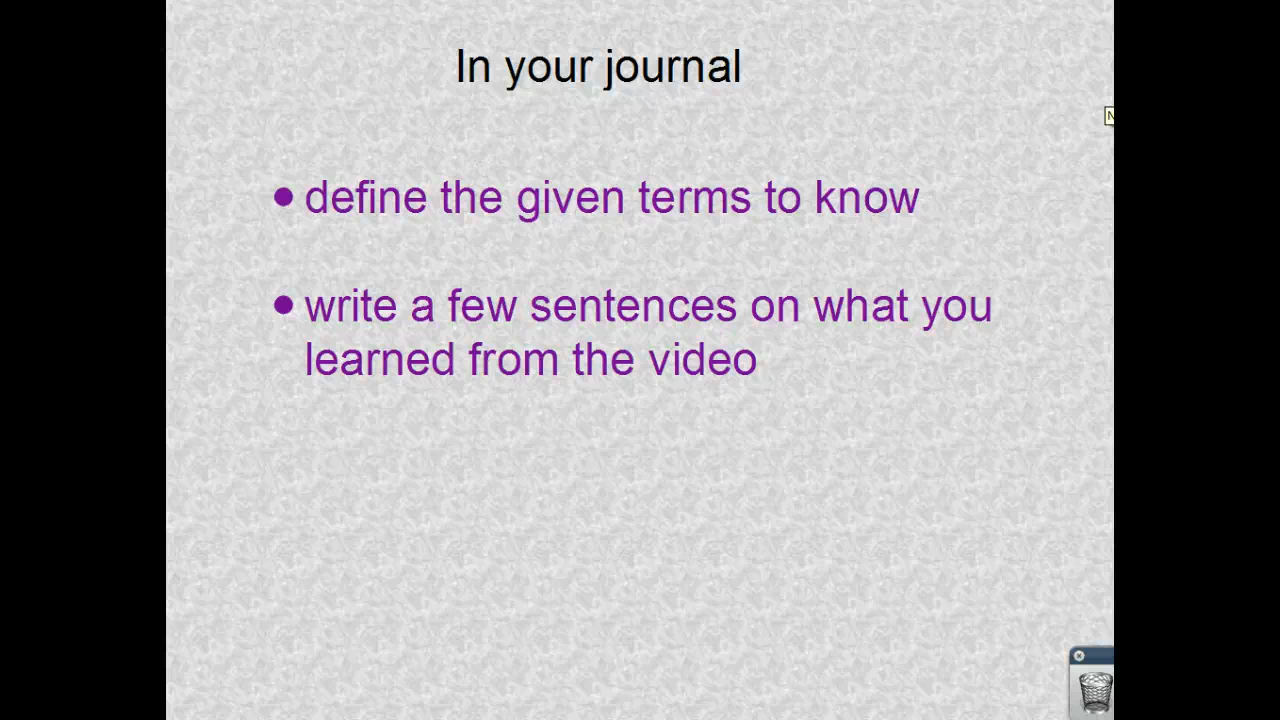 In your journal
N
• define the given terms to know
• write a few sentences on what you
learned from the video